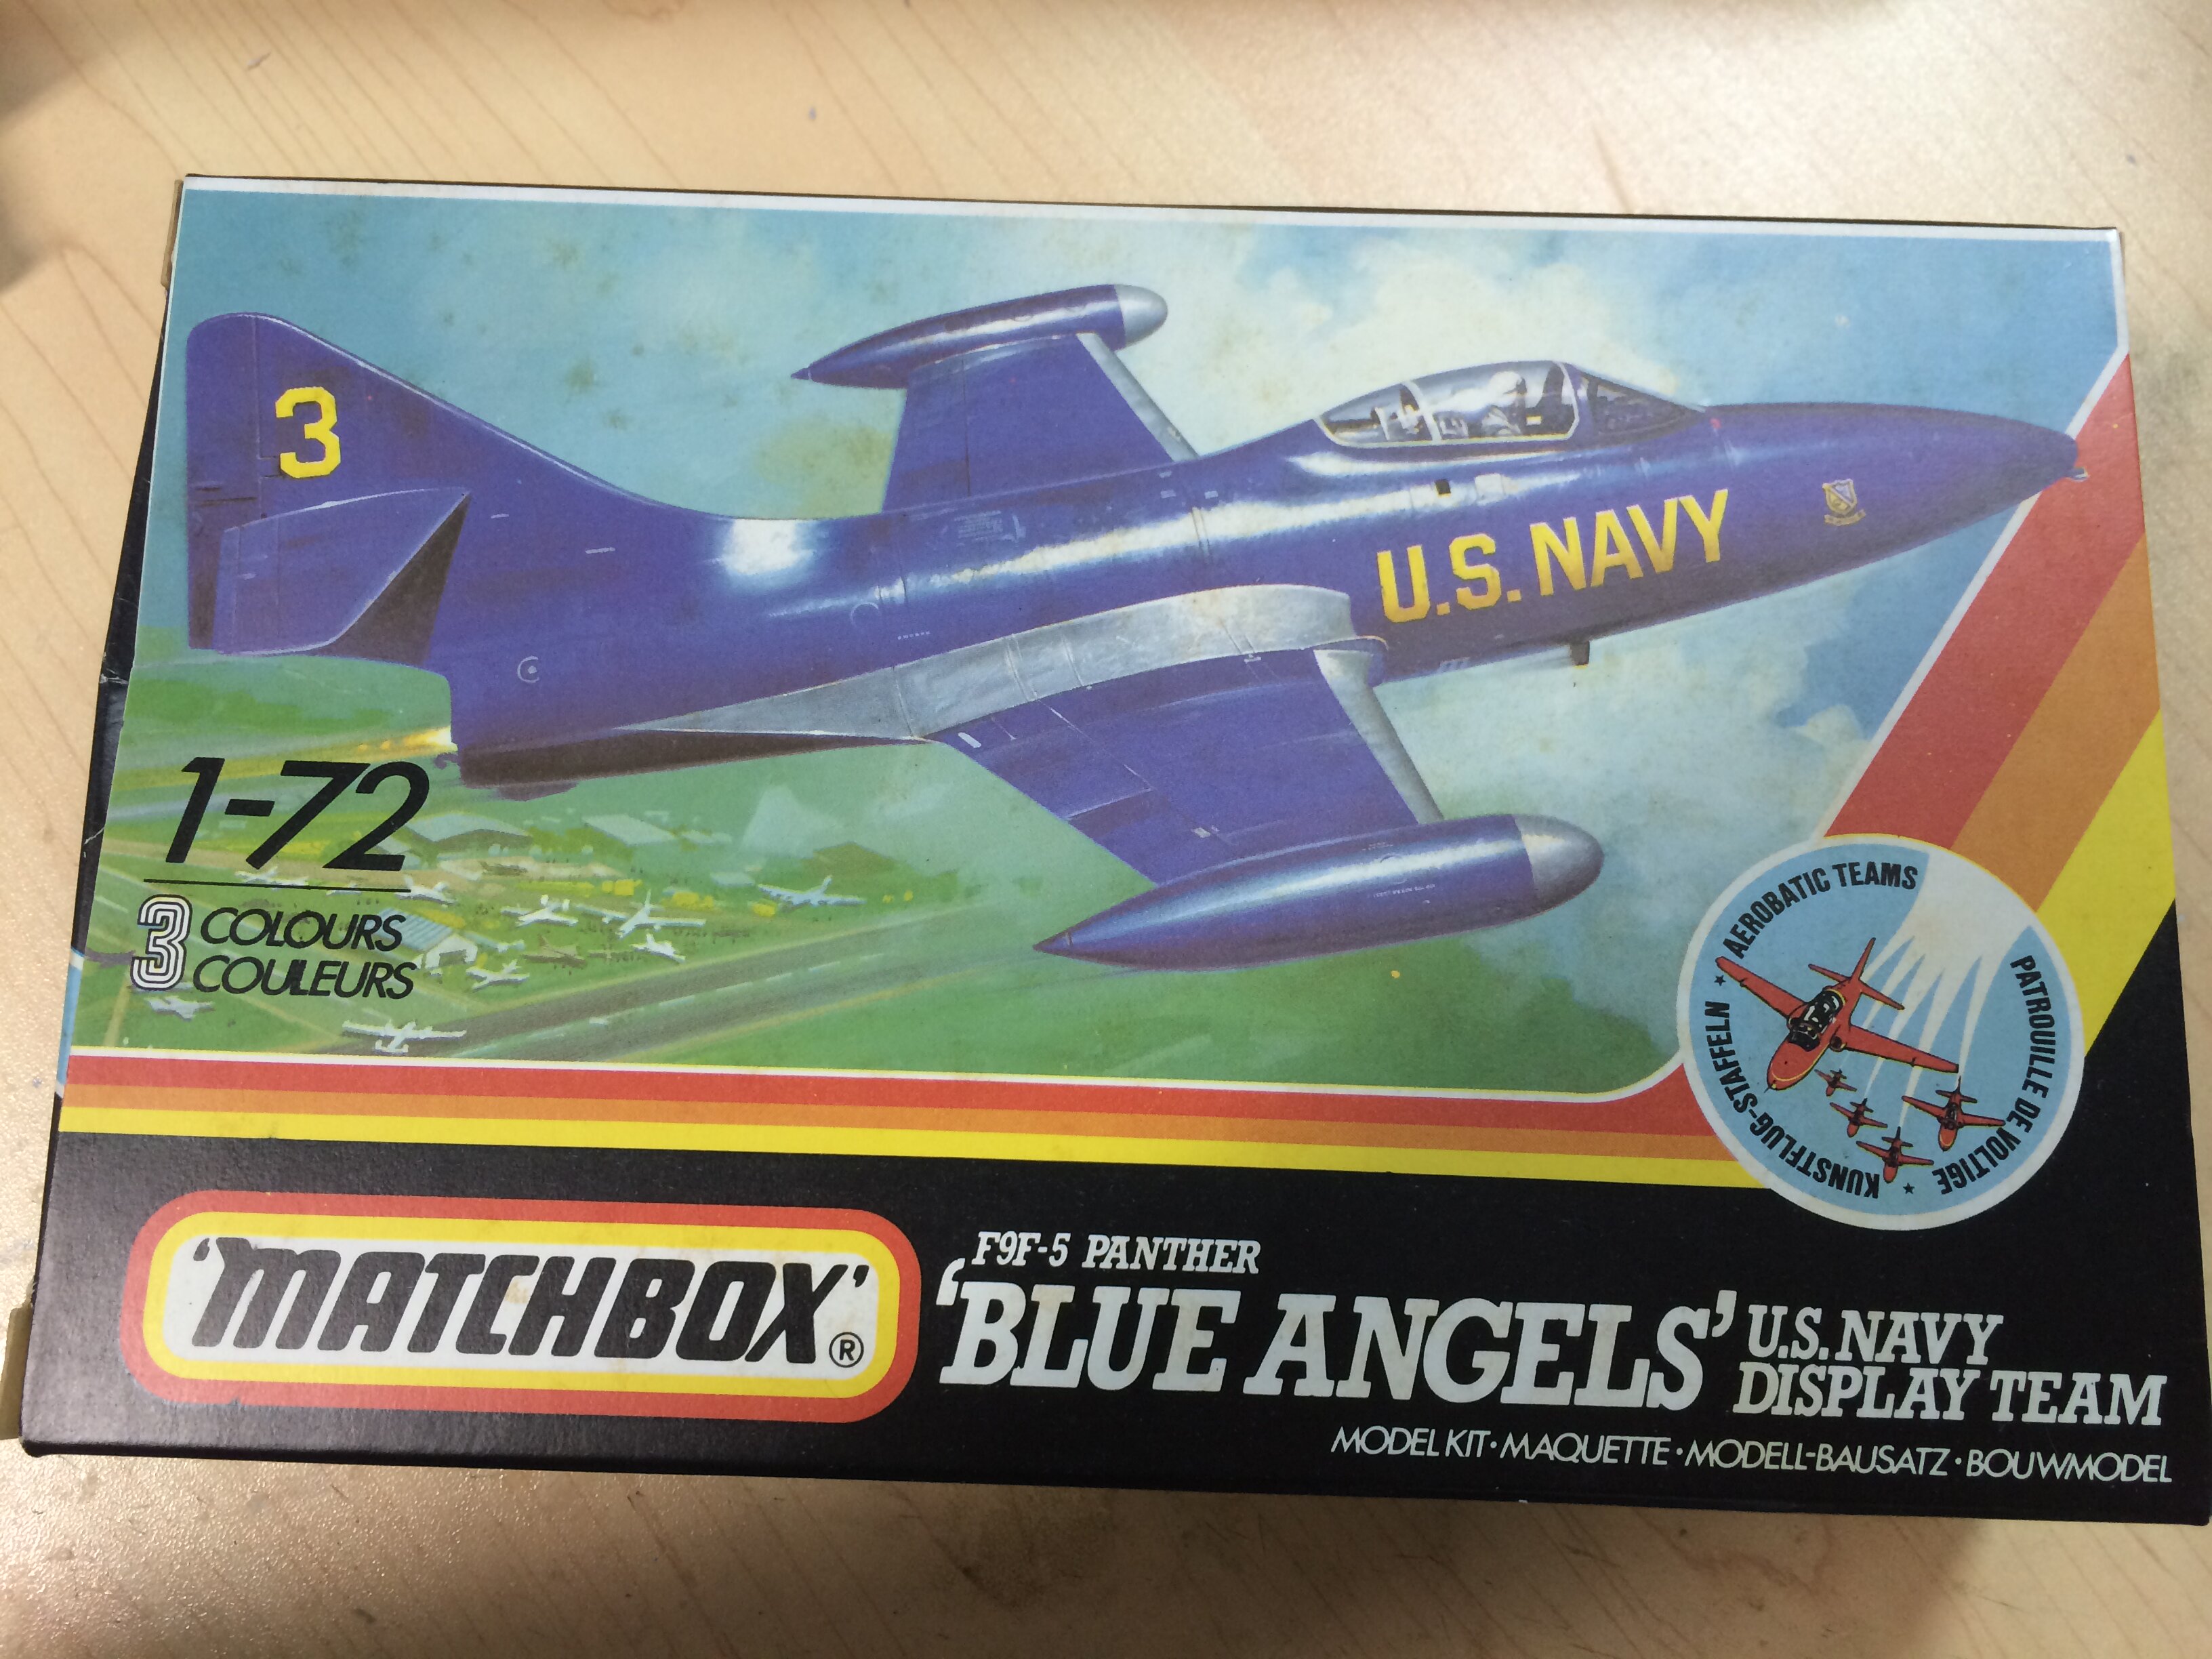 3
U.S. NAVY
1-72
3 COLOURS
COULEURS
AEROBATIC TEAMS
PATROUILLE DE VOLTIGE
KUNSTFLUG-STAFFELN
'MATCHBOX'®
F9F-5 PANTHER
'BLUE ANGELS' U.S. NAVY
DISPLAY TEAM
MODEL KIT·MAQUETTE·MODELL-BAUSATZ·BOUWMODEL